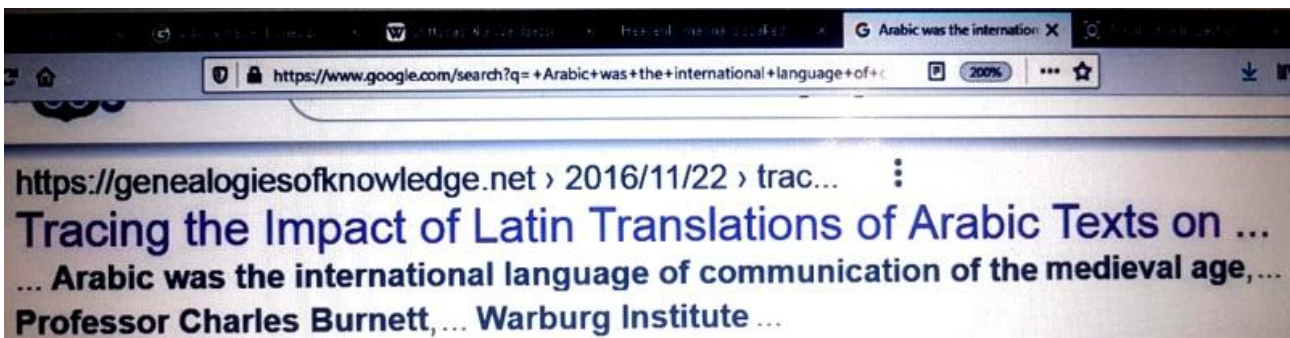 Arabic was the internation
https://www.google.com/search?q=+Arabic+was+the+international+language+of+c
200%
https://genealogiesofknowledge.net › 2016/11/22 › trac...
Tracing the Impact of Latin Translations of Arabic Texts on ...
... Arabic was the international language of communication of the medieval age,...
Professor Charles Burnett,... Warburg Institute ...